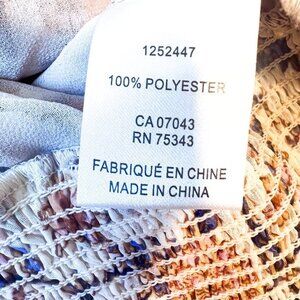 1252447
100% POLYESTER
CA 07043
RN 75343
FABRIQUÉ EN CHINE
MADE IN CHINA